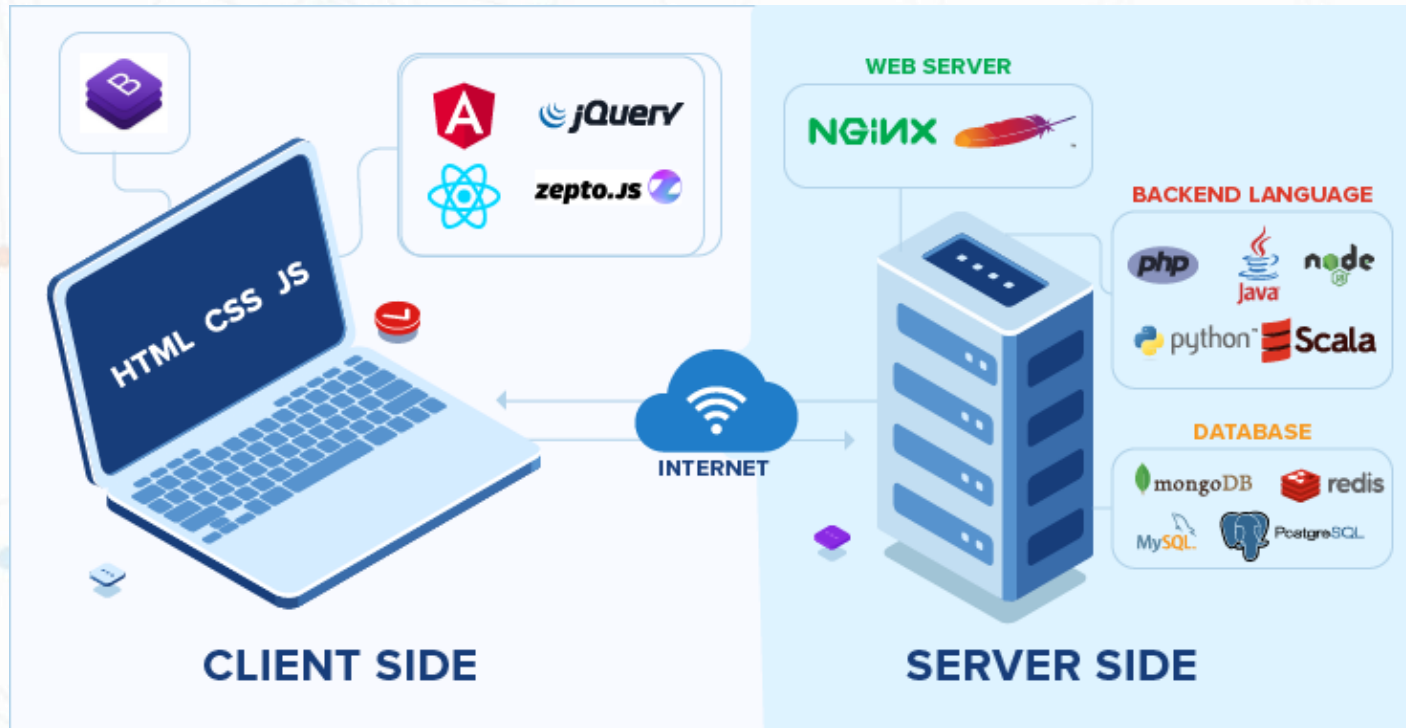 B
jQuery
zepto.js
HTML CSS JS
CLIENT SIDE
INTERNET
WEB SERVER
NGiNX
BACKEND LANGUAGE
php
Java
node
JS
python
Scala
DATABASE
mongoDB
redis
MySQL
PostgreSQL
SERVER SIDE